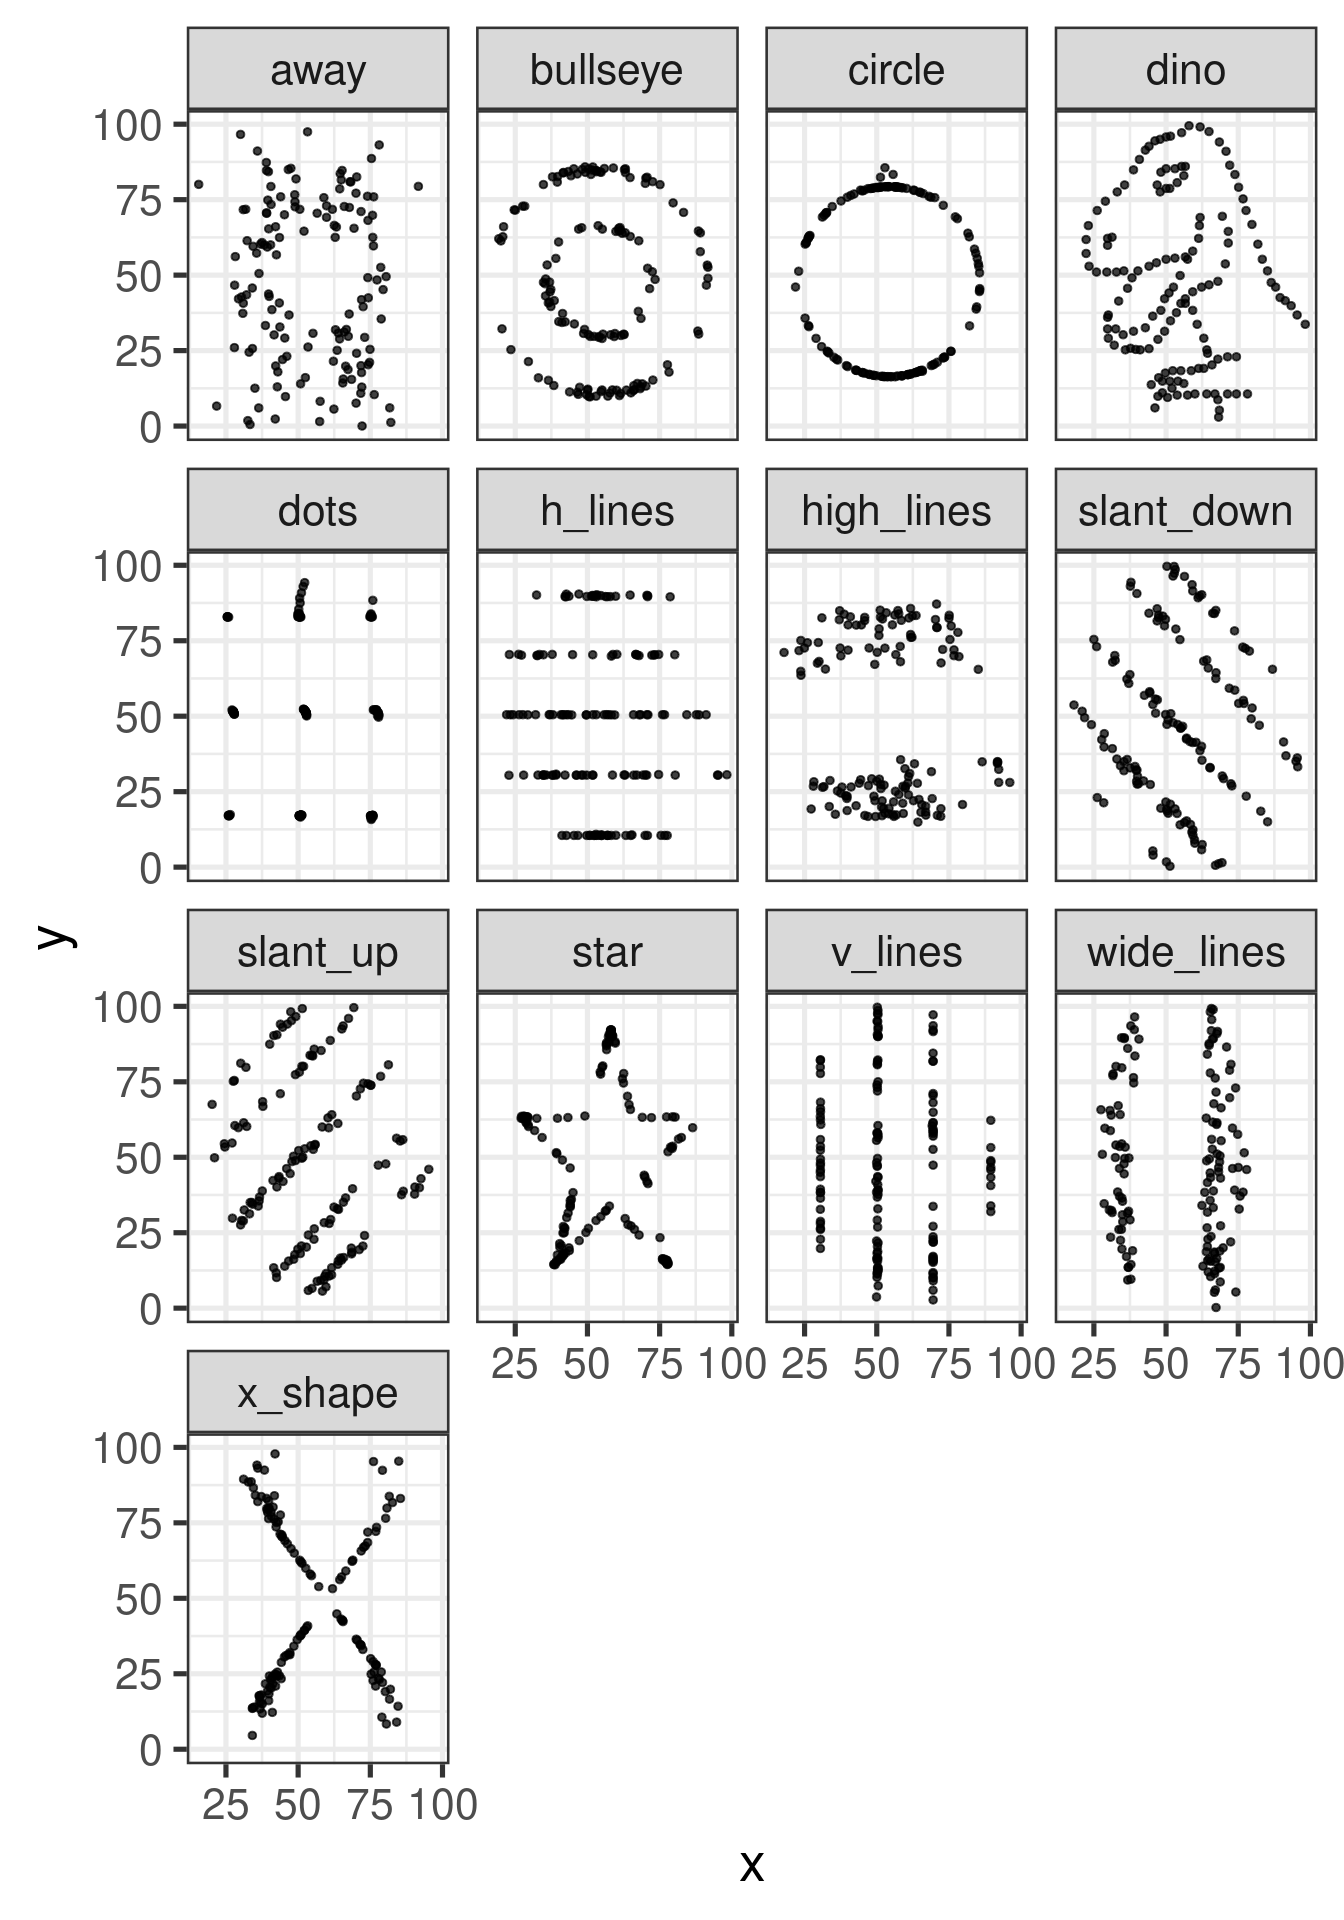 away bullseye circle dino
100
75
50
25
0
dots h_lines high_lines slant_down
100
75
50
25
0
slant_up star v_lines wide_lines
100
75
50
25
0
y
25 50 75 100 25 50 75 100 25 50 75 100
x_shape
100
75
50
25
0
25 50 75 100
x